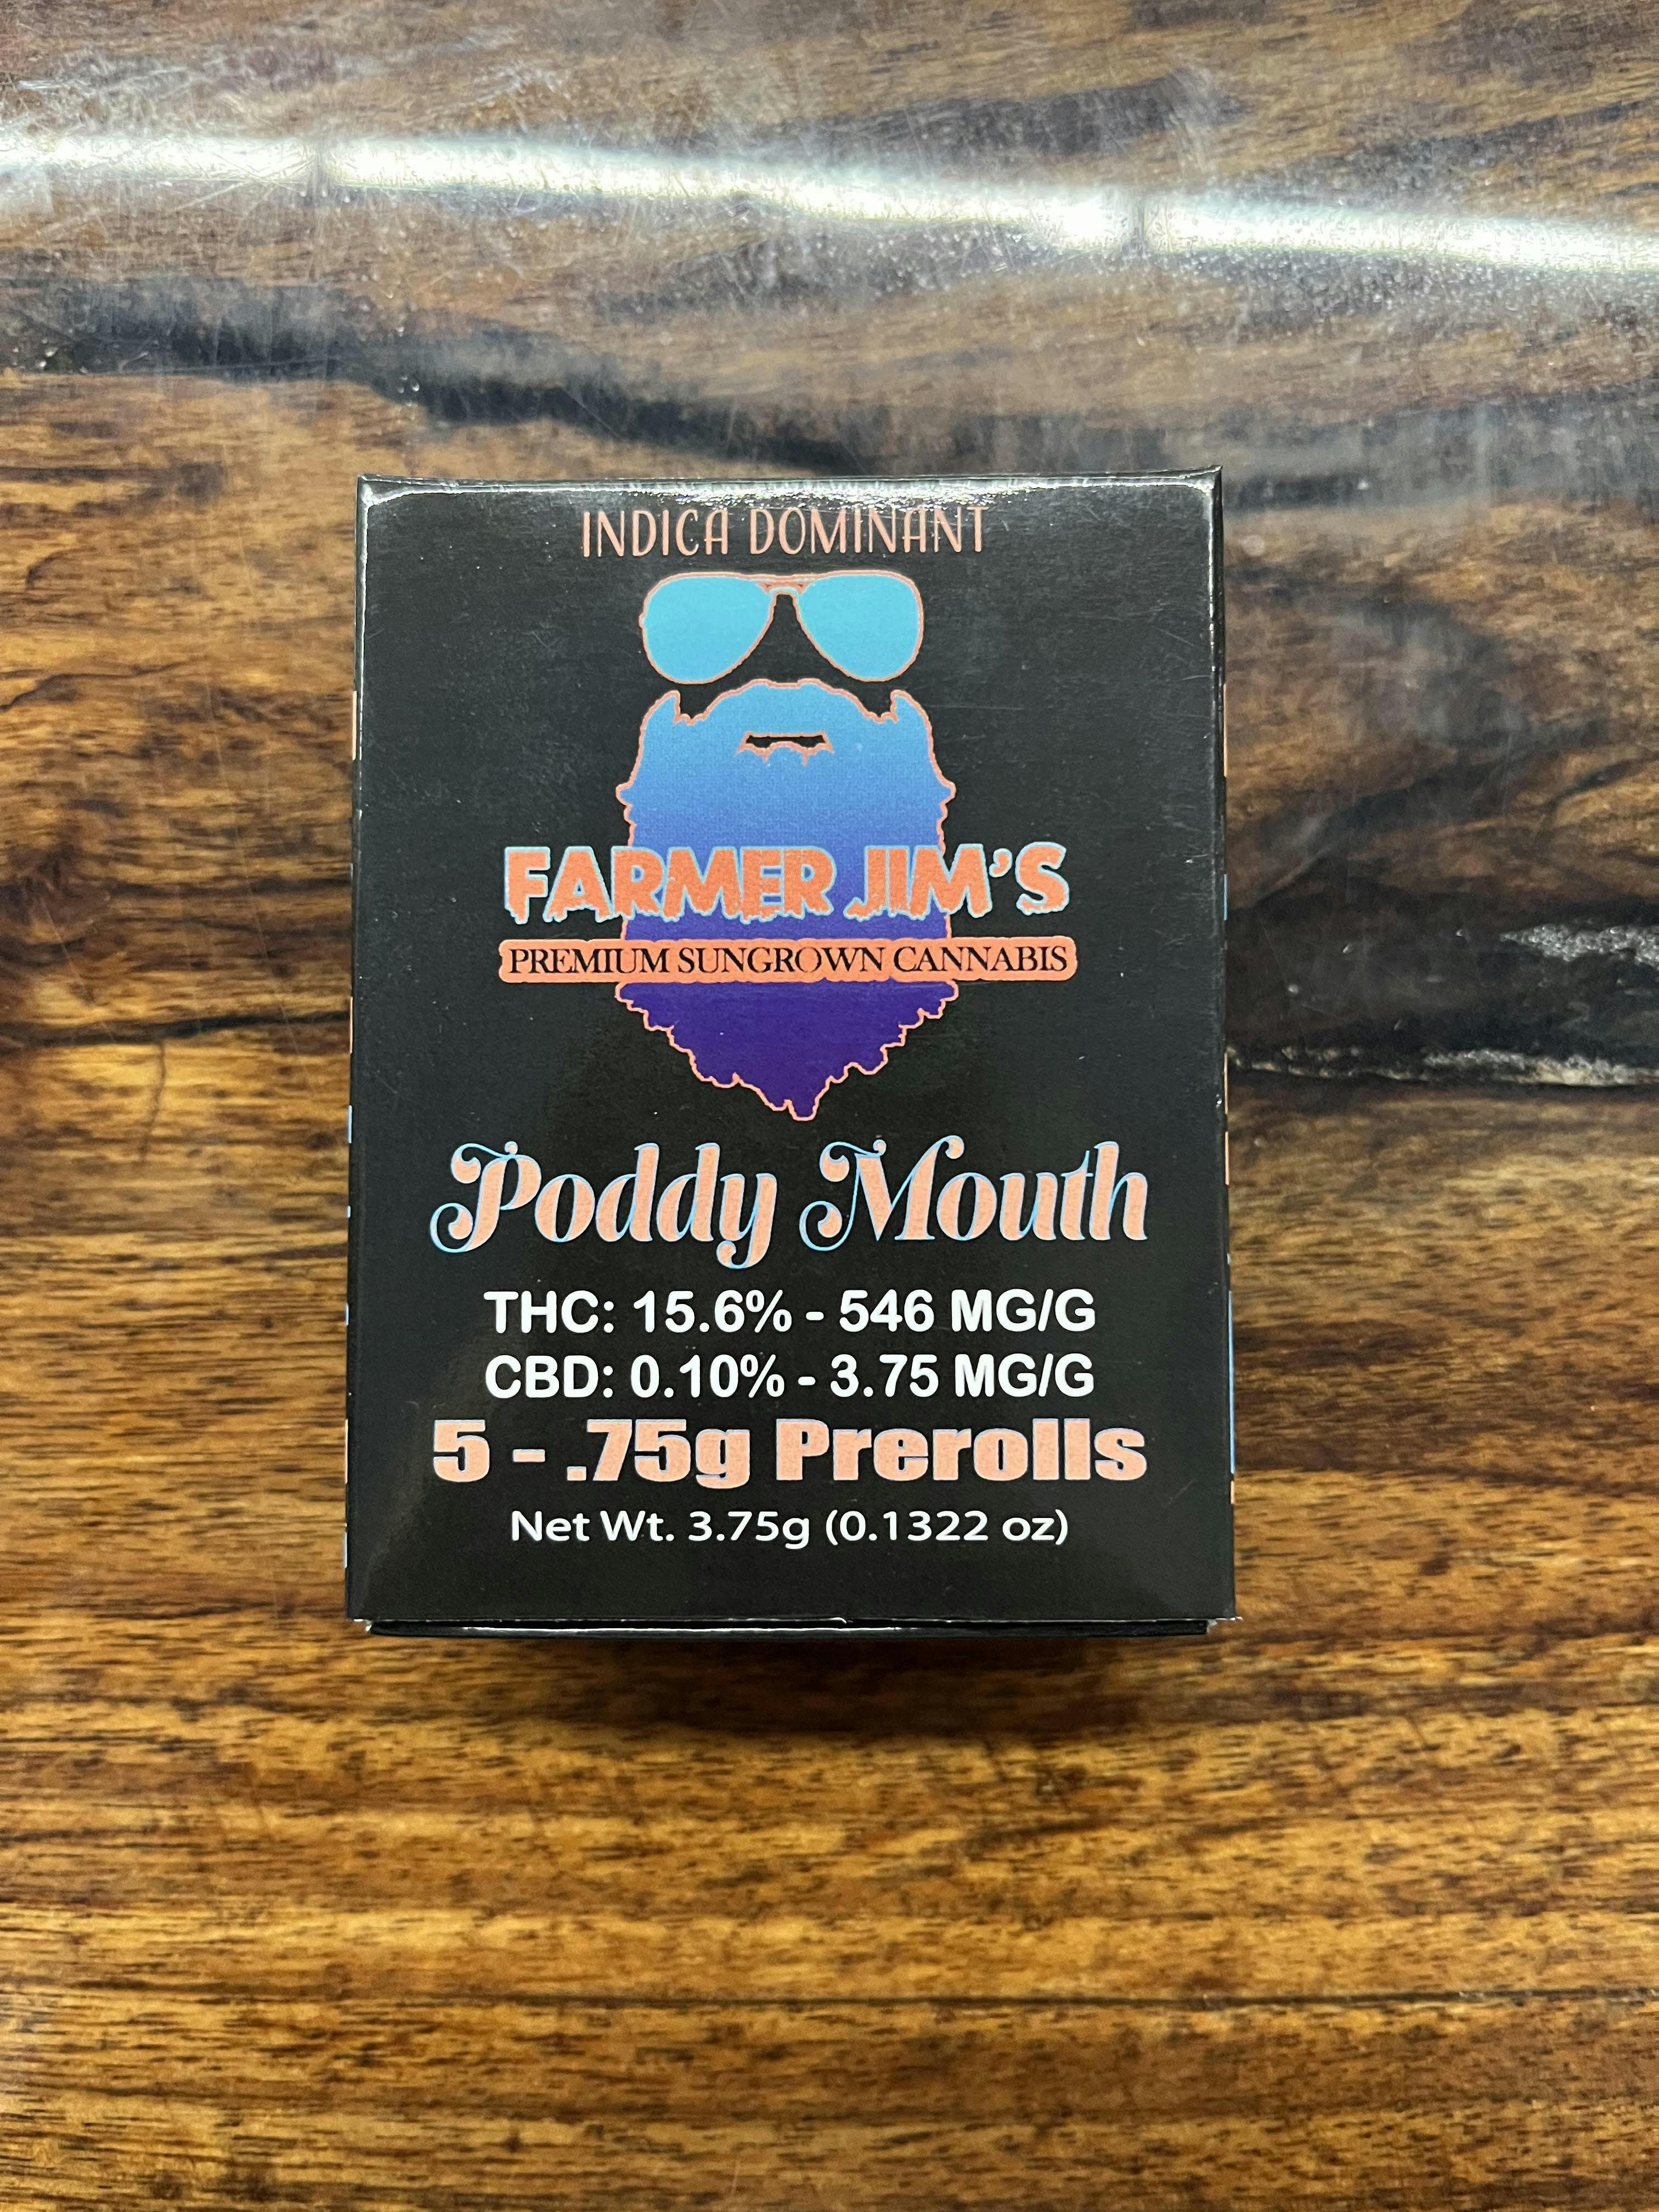 INDICA DOMINANT
FARMER JIM'S
PREMIUM SUNGROWN CANNABIS
Poddy Mouth
THC: 15.6% - 546 MG/G
CBD: 0.10% - 3.75 MG/G
5 - .75g Prerolls
Net Wt. 3.75g (0.1322 oz)